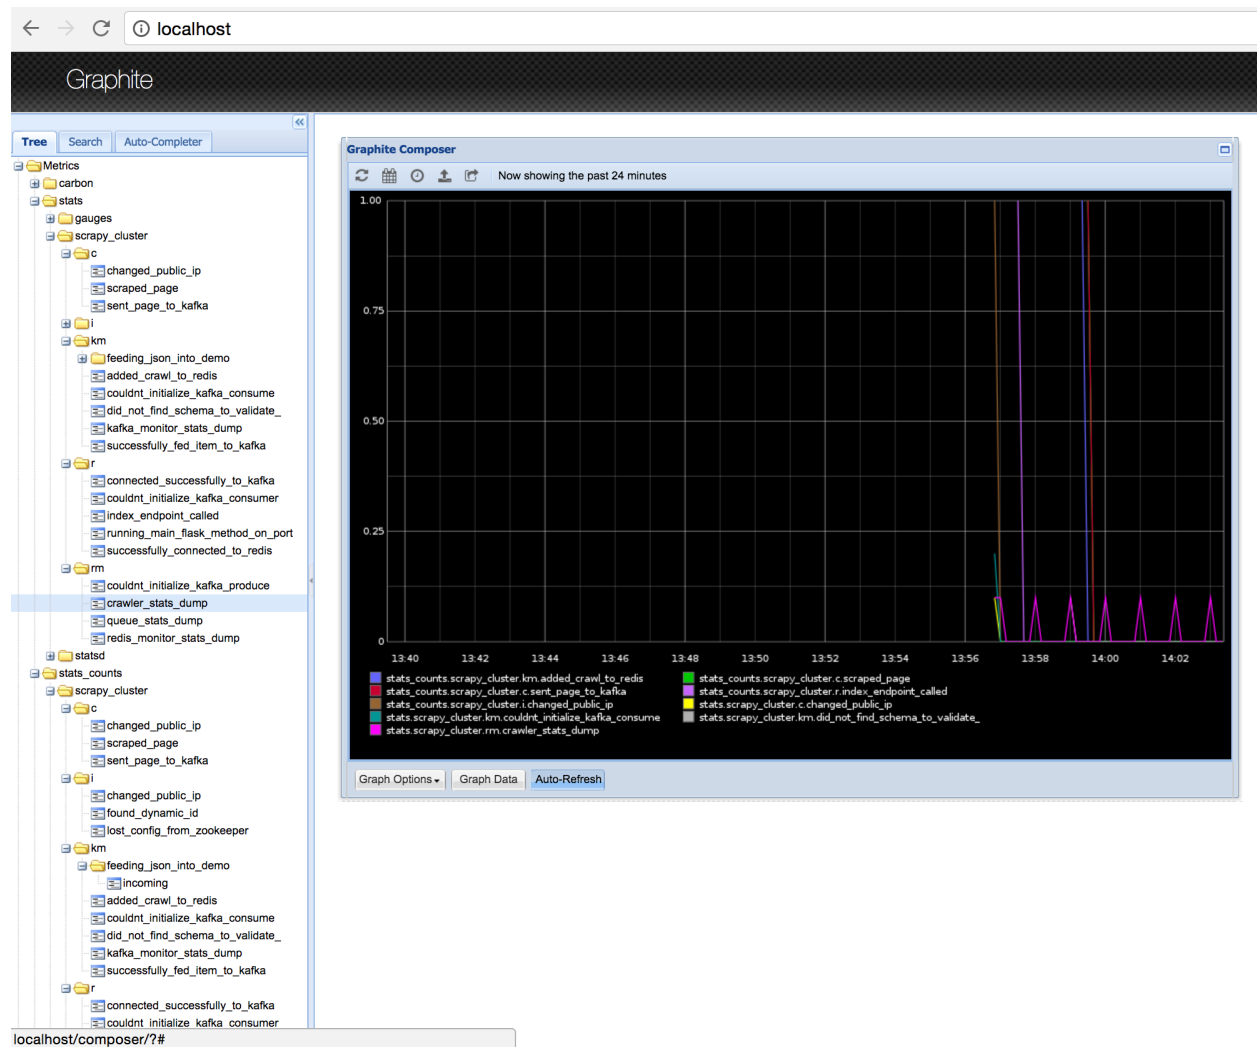 localhost
Graphite
Tree Search Auto-Completer
Metrics
carbon
stats
gauges
scrapy_cluster
c
changed_public_ip
scraped_page
sent_page_to_kafka
i
km
feeding_json_into_demo
added_crawl_to_redis
couldnt_initialize_kafka_consume
did_not_find_schema_to_validate_
kafka_monitor_stats_dump
successfully_fed_item_to_kafka
r
connected_successfully_to_kafka
couldnt_initialize_kafka_consumer
index_endpoint_called
running_main_flask_method_on_port
successfully_connected_to_redis
rm
couldnt_initialize_kafka_produce
crawler_stats_dump
queue_stats_dump
redis_monitor_stats_dump
statsd
stats_counts
scrapy_cluster
c
changed_public_ip
scraped_page
sent_page_to_kafka
i
changed_public_ip
found_dynamic_id
lost_config_from_zookeeper
km
feeding_json_into_demo
incoming
added_crawl_to_redis
couldnt_initialize_kafka_consume
did_not_find_schema_to_validate_
kafka_monitor_stats_dump
successfully_fed_item_to_kafka
r
connected_successfully_to_kafka
couldnt_initialize_kafka_consumer
localhost/composer/?#
Graphite Composer
Now showing the past 24 minutes
1.00
0.75
0.50
0.25
0
13:40 13:42 13:44 13:46 13:48 13:50 13:52 13:54 13:56 13:58 14:00 14:02
stats_counts.scrapy_cluster.km.added_crawl_to_redis stats_counts.scrapy_cluster.c.scraped_page
stats_counts.scrapy_cluster.c.sent_page_to_kafka stats_counts.scrapy_cluster.r.index_endpoint_called
stats_counts.scrapy_cluster.i.changed_public_ip stats.scrapy_cluster.c.changed_public_ip
stats.scrapy_cluster.km.couldnt_initialize_kafka_consume stats.scrapy_cluster.km.did_not_find_schema_to_validate_
stats.scrapy_cluster.rm.crawler_stats_dump
Graph Options Graph Data Auto-Refresh